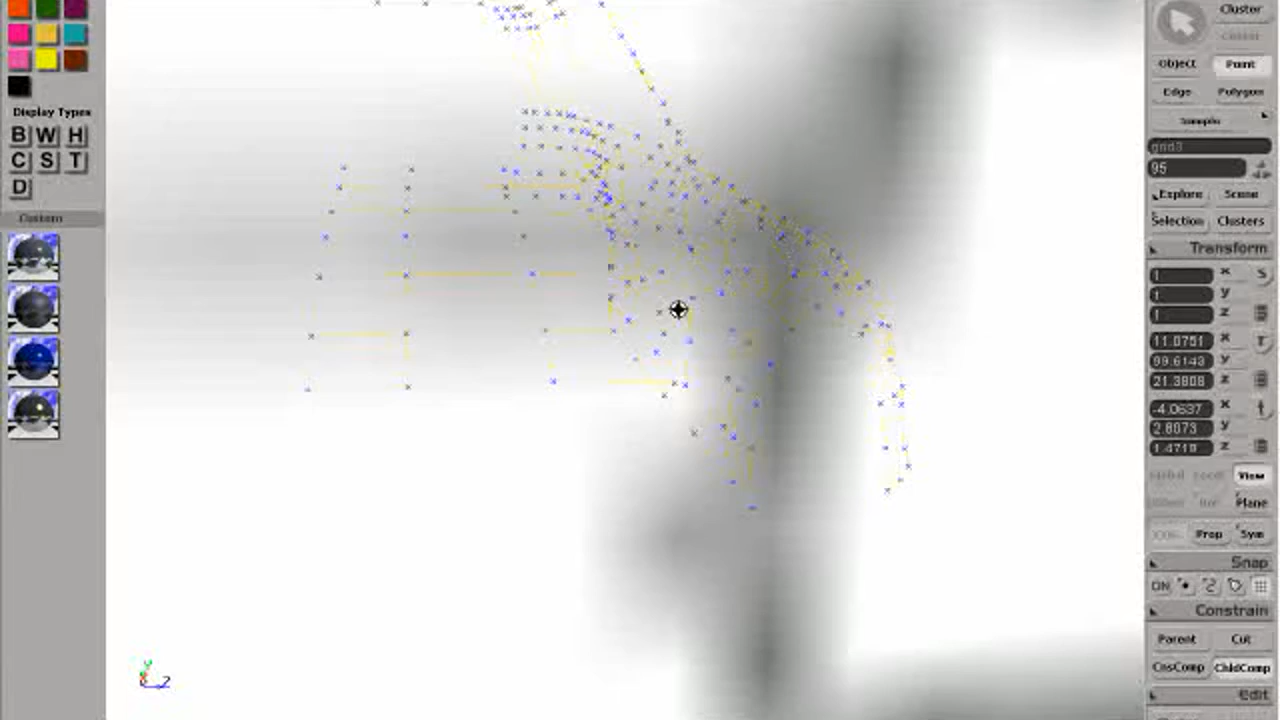 Display Types
B W H
C S T
D
Custom
Cluster
Center
Object Point
Edge Polygon
Sample
grid3
95
Explore Scene
Selection Clusters
Transform
1 x S
1 y
1 z
11.0751 x r
99.6143 y
21.3808 z
-4.0637 x t
2.8073 y
1.4718 z
View
Plane
Prop Sym
Snap
ON
Constrain
Parent Cut
CnsComp ChldComp
Edit
y
z